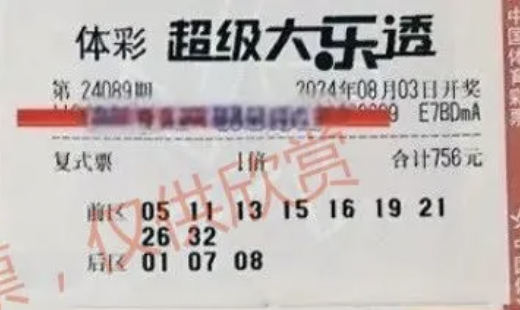 体彩 超级大乐透
第 24089期 2024年08月03日开奖
E7BDmA
复式票 1倍 合计756元
前区 05 11 13 15 16 19 21
26 32
后区 01 07 08
票，仅供欣赏
中国体育彩票